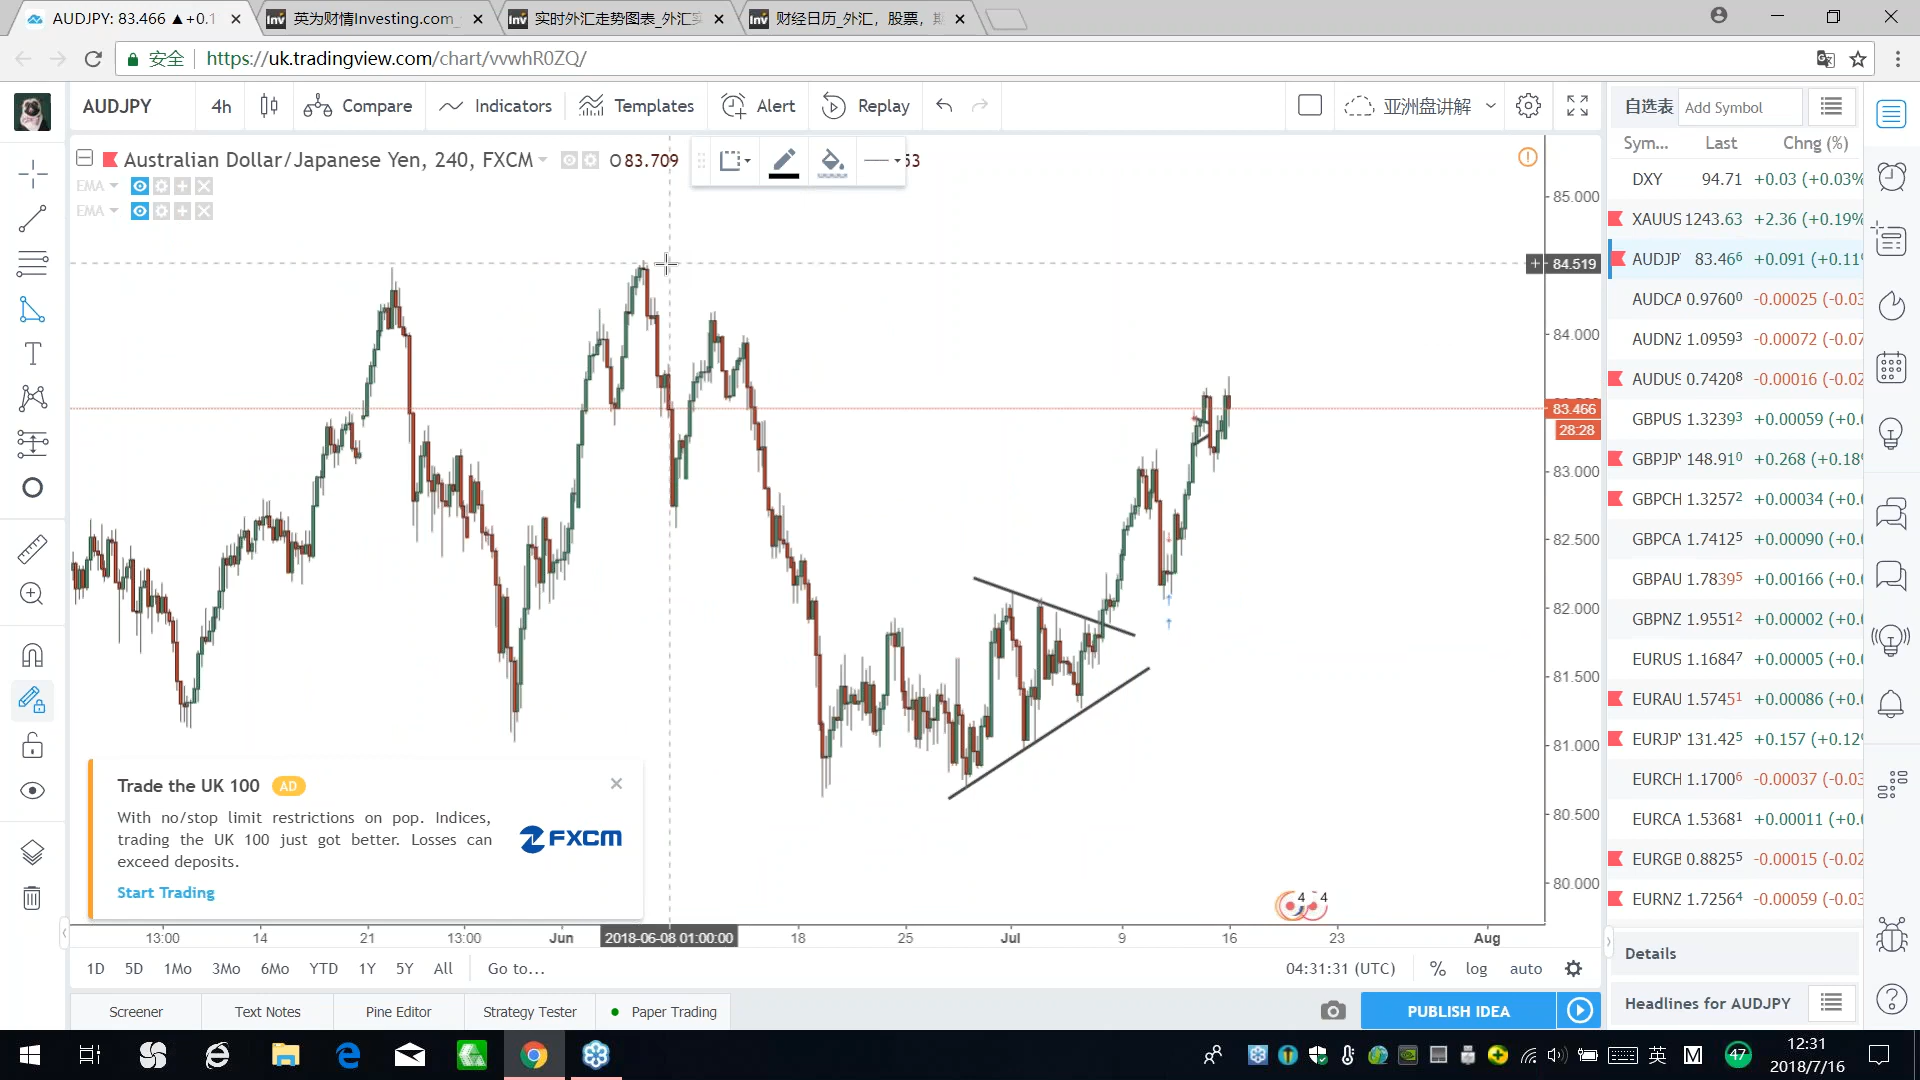 AUDJPY: 83.466 ▲+0.1
英为财情Investing.com_
实时外汇走势图表_外汇实
财经日历_外汇，股票，期
安全
https://uk.tradingview.com/chart/vvwhR0ZQ/
AUDJPY
4h
Compare
Indicators
Templates
Alert
Replay
亚洲盘讲解
自选表
Add Symbol
Sym...
Last
Chng (%)
Australian Dollar/Japanese Yen, 240, FXCM
O83.709
53
EMA
EMA
DXY 94.71 +0.03 (+0.03%
XAUUS 1243.63 +2.36 (+0.19%
AUDJP 83.466 +0.091 (+0.11%
AUDCA 0.97600 -0.00025 (-0.03
AUDNZ 1.09593 -0.00072 (-0.07
AUDUS 0.74208 -0.00016 (-0.02
GBPUS 1.32393 +0.00059 (+0.
GBPJPY 148.910 +0.268 (+0.18%
GBPCH 1.32572 +0.00034 (+0.
GBPCA 1.74125 +0.00090 (+0.
GBPAU 1.78395 +0.00166 (+0.
GBPNZ 1.95512 +0.00002 (+0.
EURUS 1.16847 +0.00005 (+0.
EURAU 1.57451 +0.00086 (+0.
EURJPY 131.425 +0.157 (+0.12%
EURCH 1.17006 -0.00037 (-0.03
EURCA 1.53681 +0.00011 (+0.
EURGB 0.88255 -0.00015 (-0.02
EURNZ 1.72564 -0.00059 (-0.03
85.000
84.519
84.000
83.466
28:28
83.000
82.500
82.000
81.500
81.000
80.500
80.000
Trade the UK 100 AD
With no/stop limit restrictions on pop. Indices,
trading the UK 100 just got better. Losses can
exceed deposits.
FXCM
Start Trading
4 4
13:00 14 21 13:00 Jun 2018-06-08 01:00:00 18 25 Jul 9 16 23 Aug
1D 5D 1Mo 3Mo 6Mo YTD 1Y 5Y All Go to...
04:31:31 (UTC) % log auto
Details
Screener
Text Notes
Pine Editor
Strategy Tester
Paper Trading
PUBLISH IDEA
Headlines for AUDJPY
英
M
47
12:31
2018/7/16